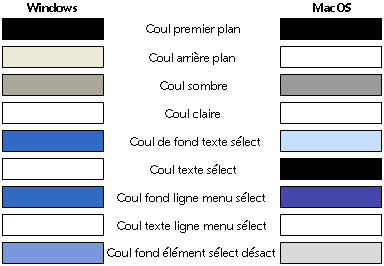 Windows MacOS
Coul premier plan
Coul arrière plan
Coul sombre
Coul claire
Coul de fond texte sélect
Coul texte sélect
Coul fond ligne menu sélect
Coul texte ligne menu sélect
Coul fond élément sélect désact